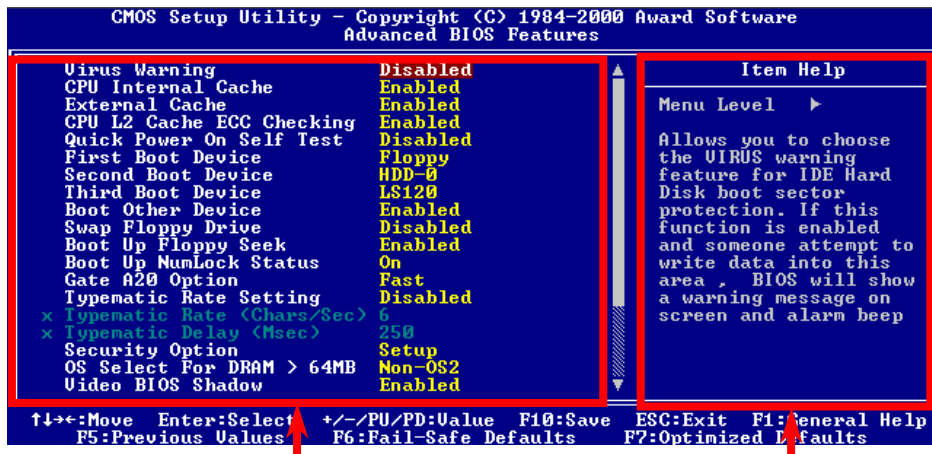 CMOS Setup Utility - Copyright (C) 1984-2000 Award Software
Advanced BIOS Features
Virus Warning Disabled
CPU Internal Cache Enabled
External Cache Enabled
CPU L2 Cache ECC Checking Enabled
Quick Power On Self Test Disabled
First Boot Device Floppy
Second Boot Device HDD-0
Third Boot Device LS120
Boot Other Device Enabled
Swap Floppy Drive Disabled
Boot Up Floppy Seek Enabled
Boot Up NumLock Status On
Gate A20 Option Fast
Typematic Rate Setting Disabled
x Typematic Rate (Chars/Sec) 6
x Typematic Delay (Msec) 250
Security Option Setup
OS Select For DRAM > 64MB Non-OS2
Video BIOS Shadow Enabled
Item Help
Menu Level ►
Allows you to choose
the VIRUS warning
feature for IDE Hard
Disk boot sector
protection. If this
function is enabled
and someone attempt to
write data into this
area , BIOS will show
a warning message on
screen and alarm beep
↑↓→←:Move Enter:Select +/-/PU/PD:Value F10:Save ESC:Exit F1:General Help
F5:Previous Values F6:Fail-Safe Defaults F7:Optimized Defaults